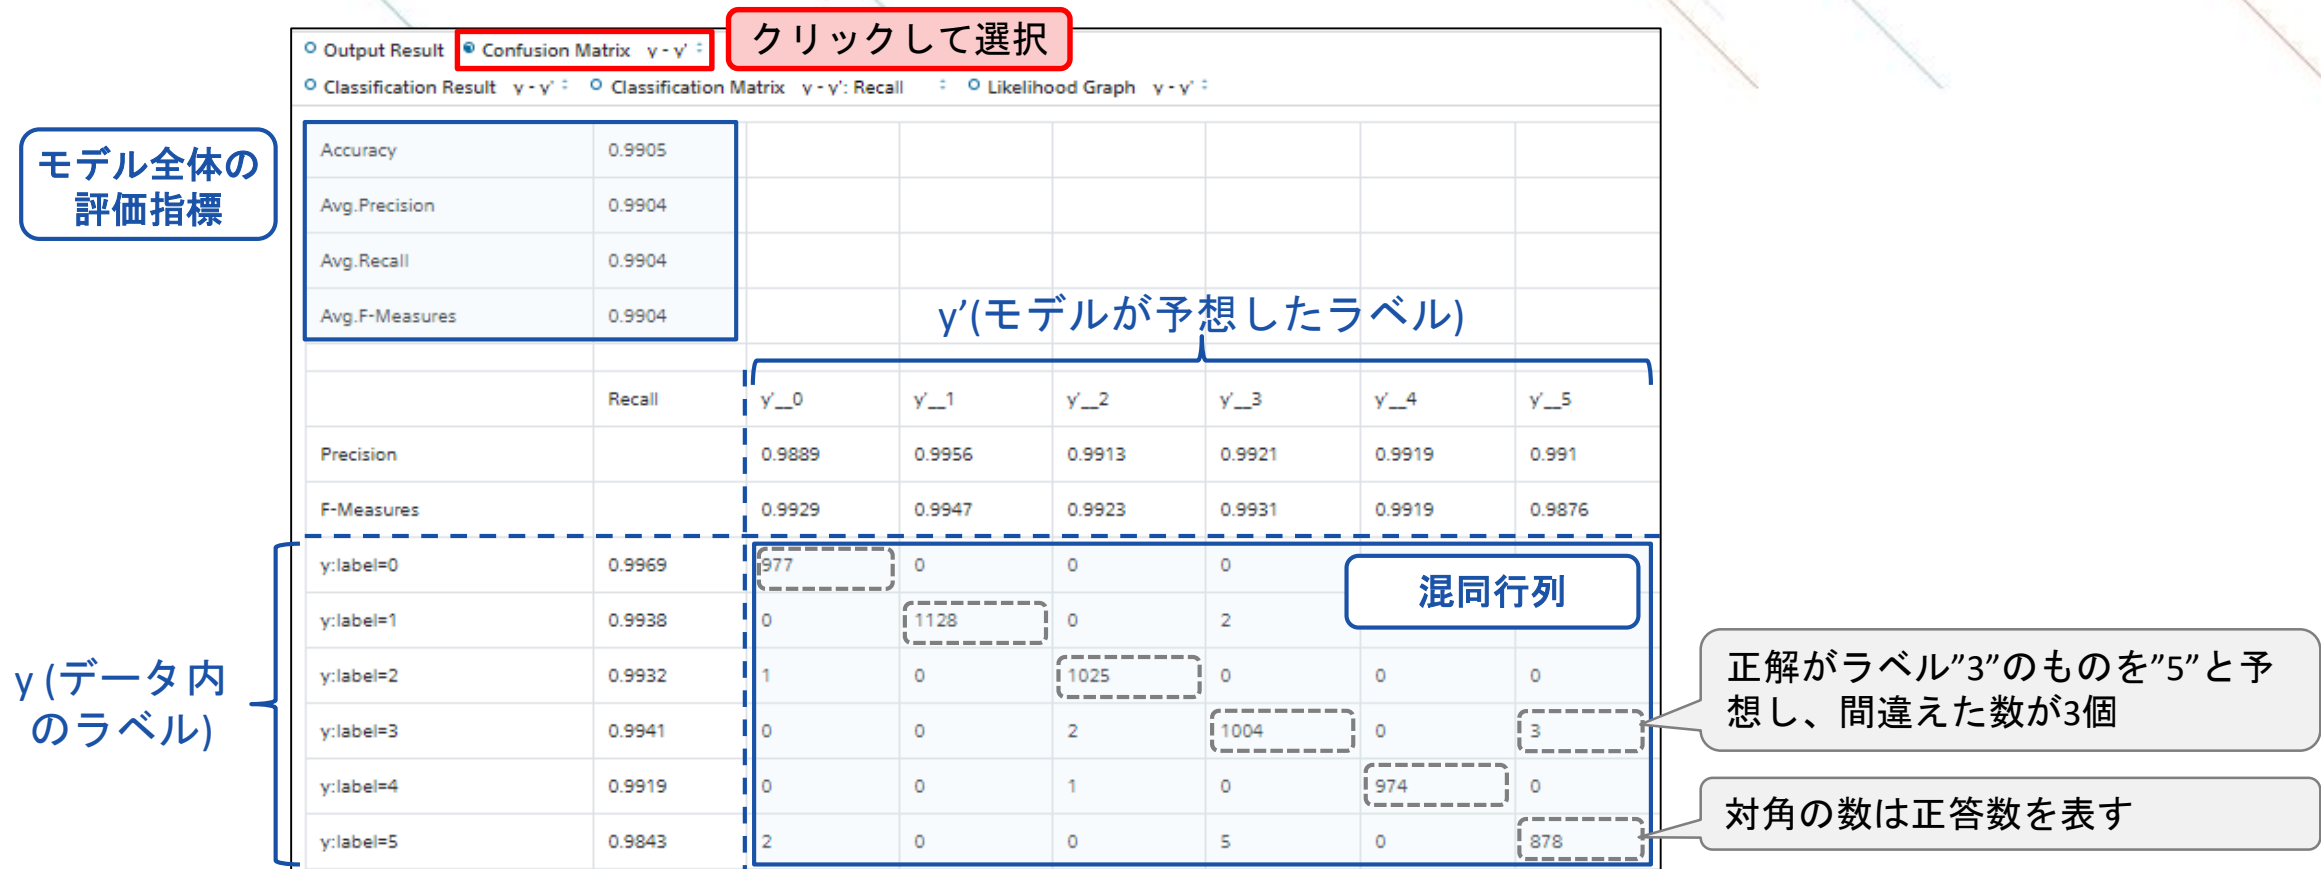 Output Result Confusion Matrix y - y'
クリックして選択
Classification Result y - y' Classification Matrix y - y': Recall Likelihood Graph y - y'
モデル全体の
評価指標
Accuracy 0.9905
Avg.Precision 0.9904
Avg.Recall 0.9904
Avg.F-Measures 0.9904
y’(モデルが予想したラベル)
Recall y'__0 y'__1 y'__2 y'__3 y'__4 y'__5
Precision 0.9889 0.9956 0.9913 0.9921 0.9919 0.991
F-Measures 0.9929 0.9947 0.9923 0.9931 0.9919 0.9876
y (データ内
のラベル)
y:label=0 0.9969 977 0 0 0
混同行列
y:label=1 0.9938 0 1128 0 2
y:label=2 0.9932 1 0 1025 0 0 0
y:label=3 0.9941 0 0 2 1004 0 3
y:label=4 0.9919 0 0 1 0 974 0
y:label=5 0.9843 2 0 0 5 0 878
正解がラベル”3”のものを”5”と予
想し、間違えた数が3個
対角の数は正答数を表す